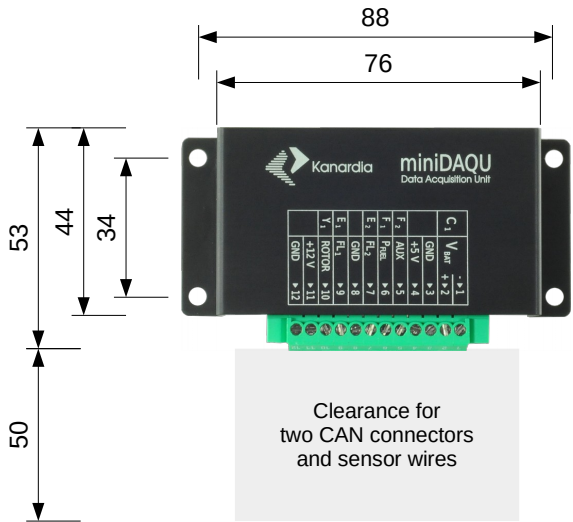 88
76
53
44
34
50
Kanardia
miniDAQU
Data Acquisition Unit
C₁ V BAT - ▸1
+ ▸2
GND ▸3
+5 V ▸4
F₂ AUX ▸5
F₁ PFUEL ▸6
E₂ FL₂ ▸7
GND ▸8
E₁ FL₁ ▸9
Y₁ ROTOR ▸10
+12 V ▸11
GND ▸12
Clearance for
two CAN connectors
and sensor wires